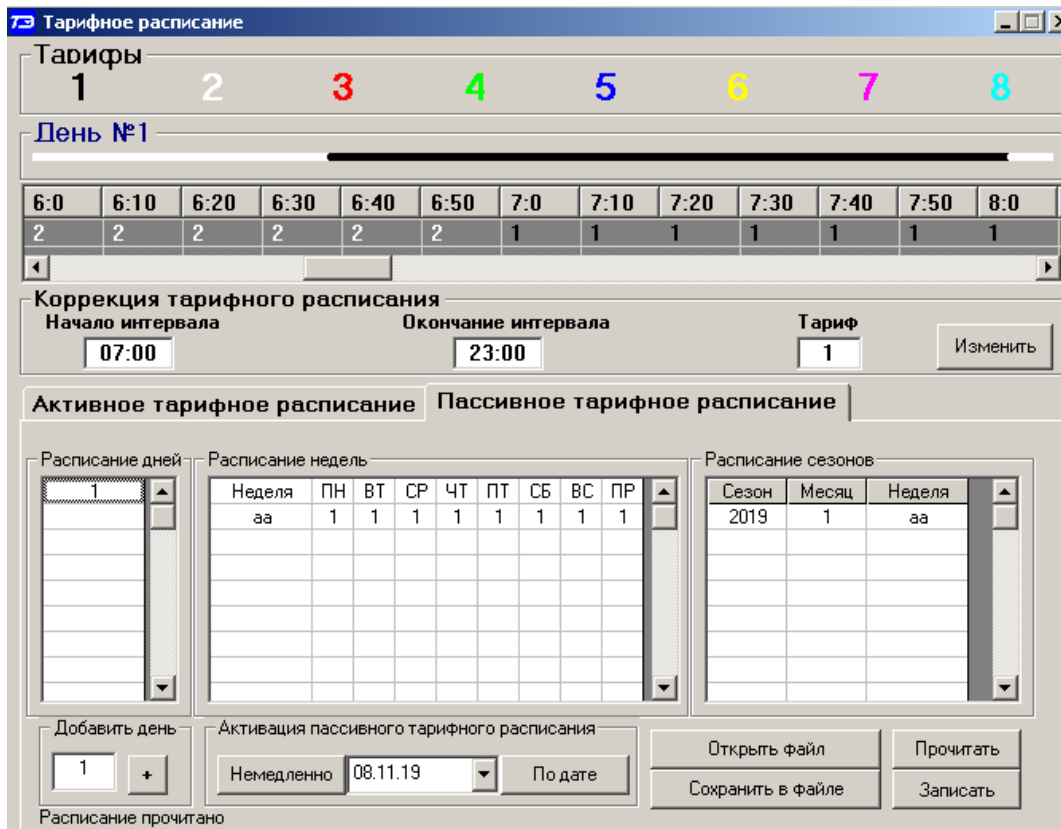 ТЭ Тарифное расписание
Тарифы
1 2 3 4 5 6 7 8
День №1
6:0 6:10 6:20 6:30 6:40 6:50 7:0 7:10 7:20 7:30 7:40 7:50 8:0
2 2 2 2 2 2 1 1 1 1 1 1 1
Коррекция тарифного расписания
Начало интервала Окончание интервала Тариф
07:00 23:00 1 Изменить
Активное тарифное расписание Пассивное тарифное расписание
Расписание дней Расписание недель Расписание сезонов
1 Неделя ПН ВТ СР ЧТ ПТ СБ ВС ПР Сезон Месяц Неделя
аа 1 1 1 1 1 1 1 1 2019 1 аа
Добавить день Активация пассивного тарифного расписания
1 + Немедленно 08.11.19 По дате
Открыть файл Прочитать
Сохранить в файле Записать
Расписание прочитано